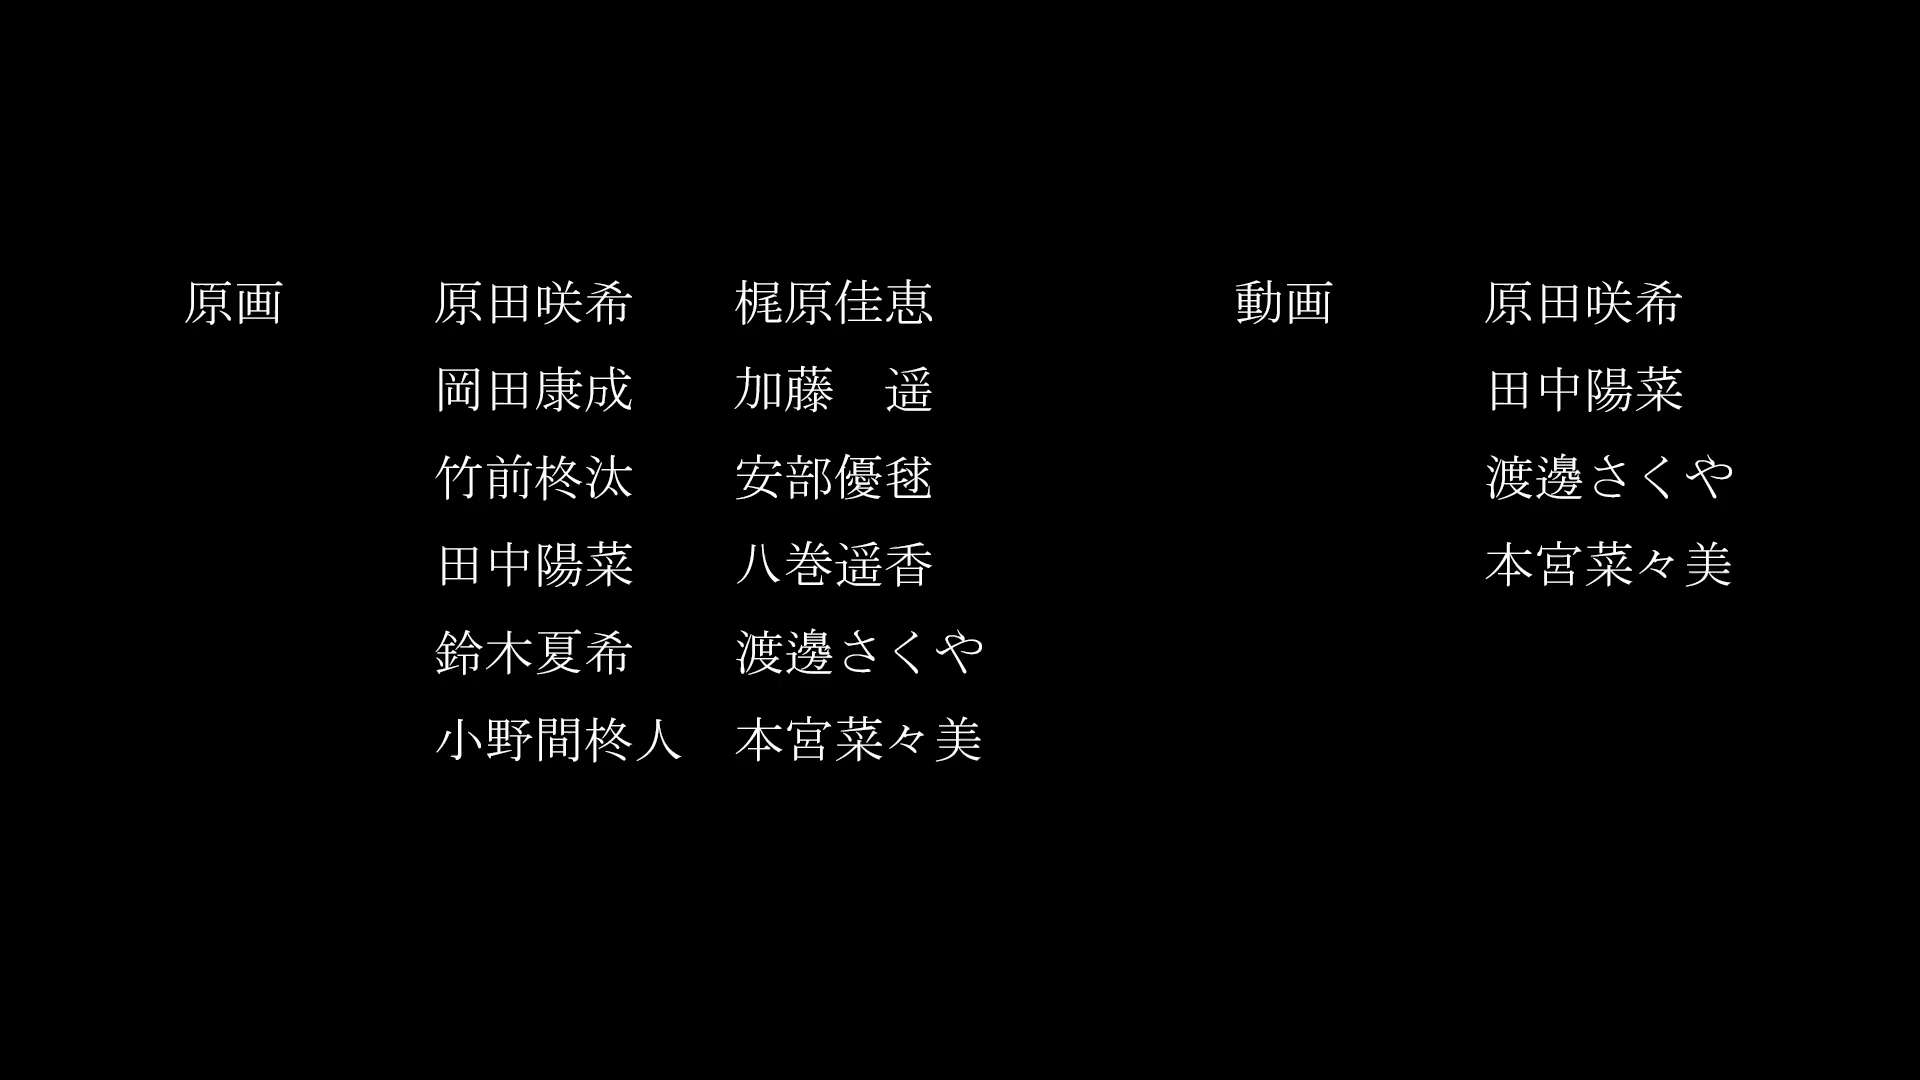 原画　原田咲希　梶原佳恵
岡田康成　加藤　遥
竹前柊汰　安部優毬
田中陽菜　八巻遥香
鈴木夏希　渡邊さくや
小野間柊人　本宮菜々美
動画　原田咲希
田中陽菜
渡邊さくや
本宮菜々美